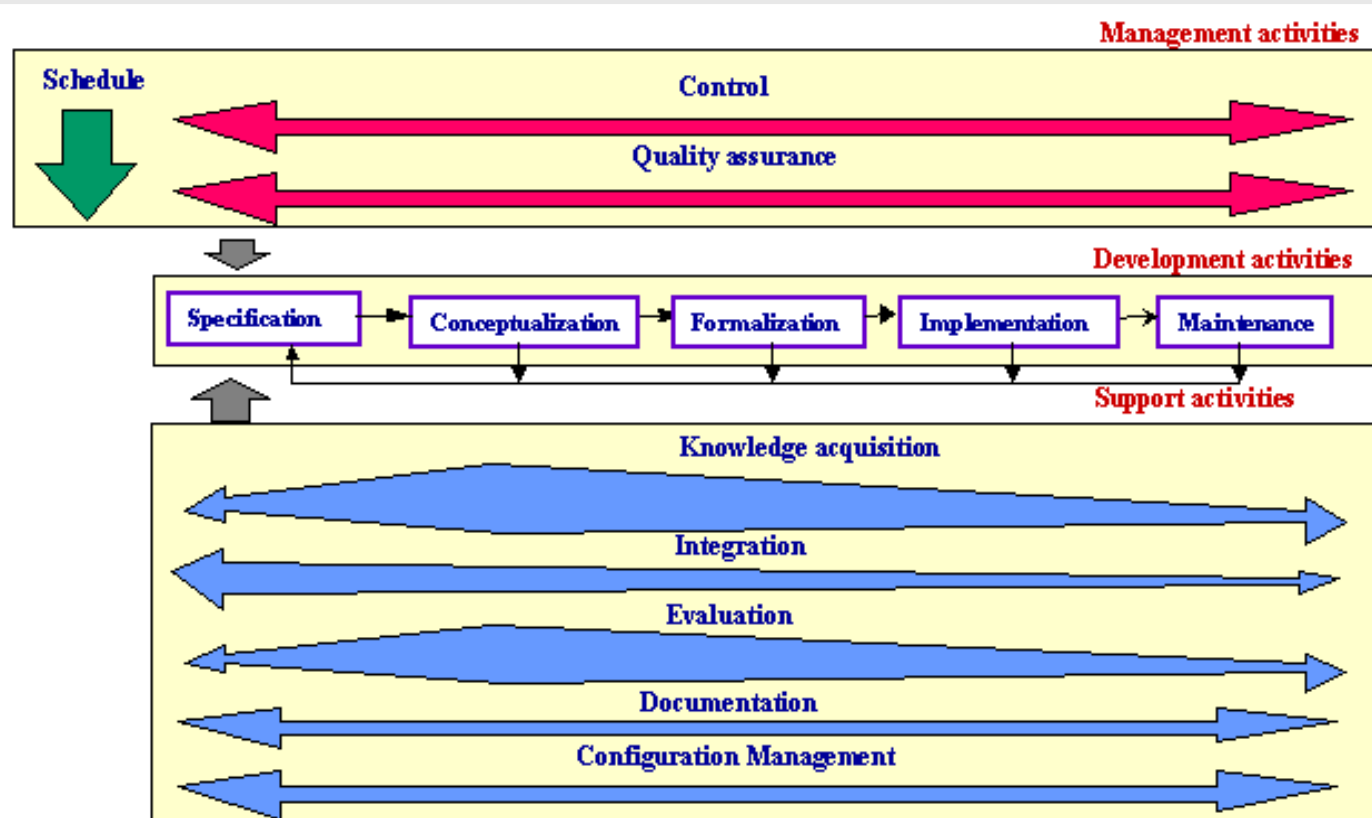 Management activities
Schedule
Control
Quality assurance
Development activities
Specification
Conceptualization
Formalization
Implementation
Maintenance
Support activities
Knowledge acquisition
Integration
Evaluation
Documentation
Configuration Management